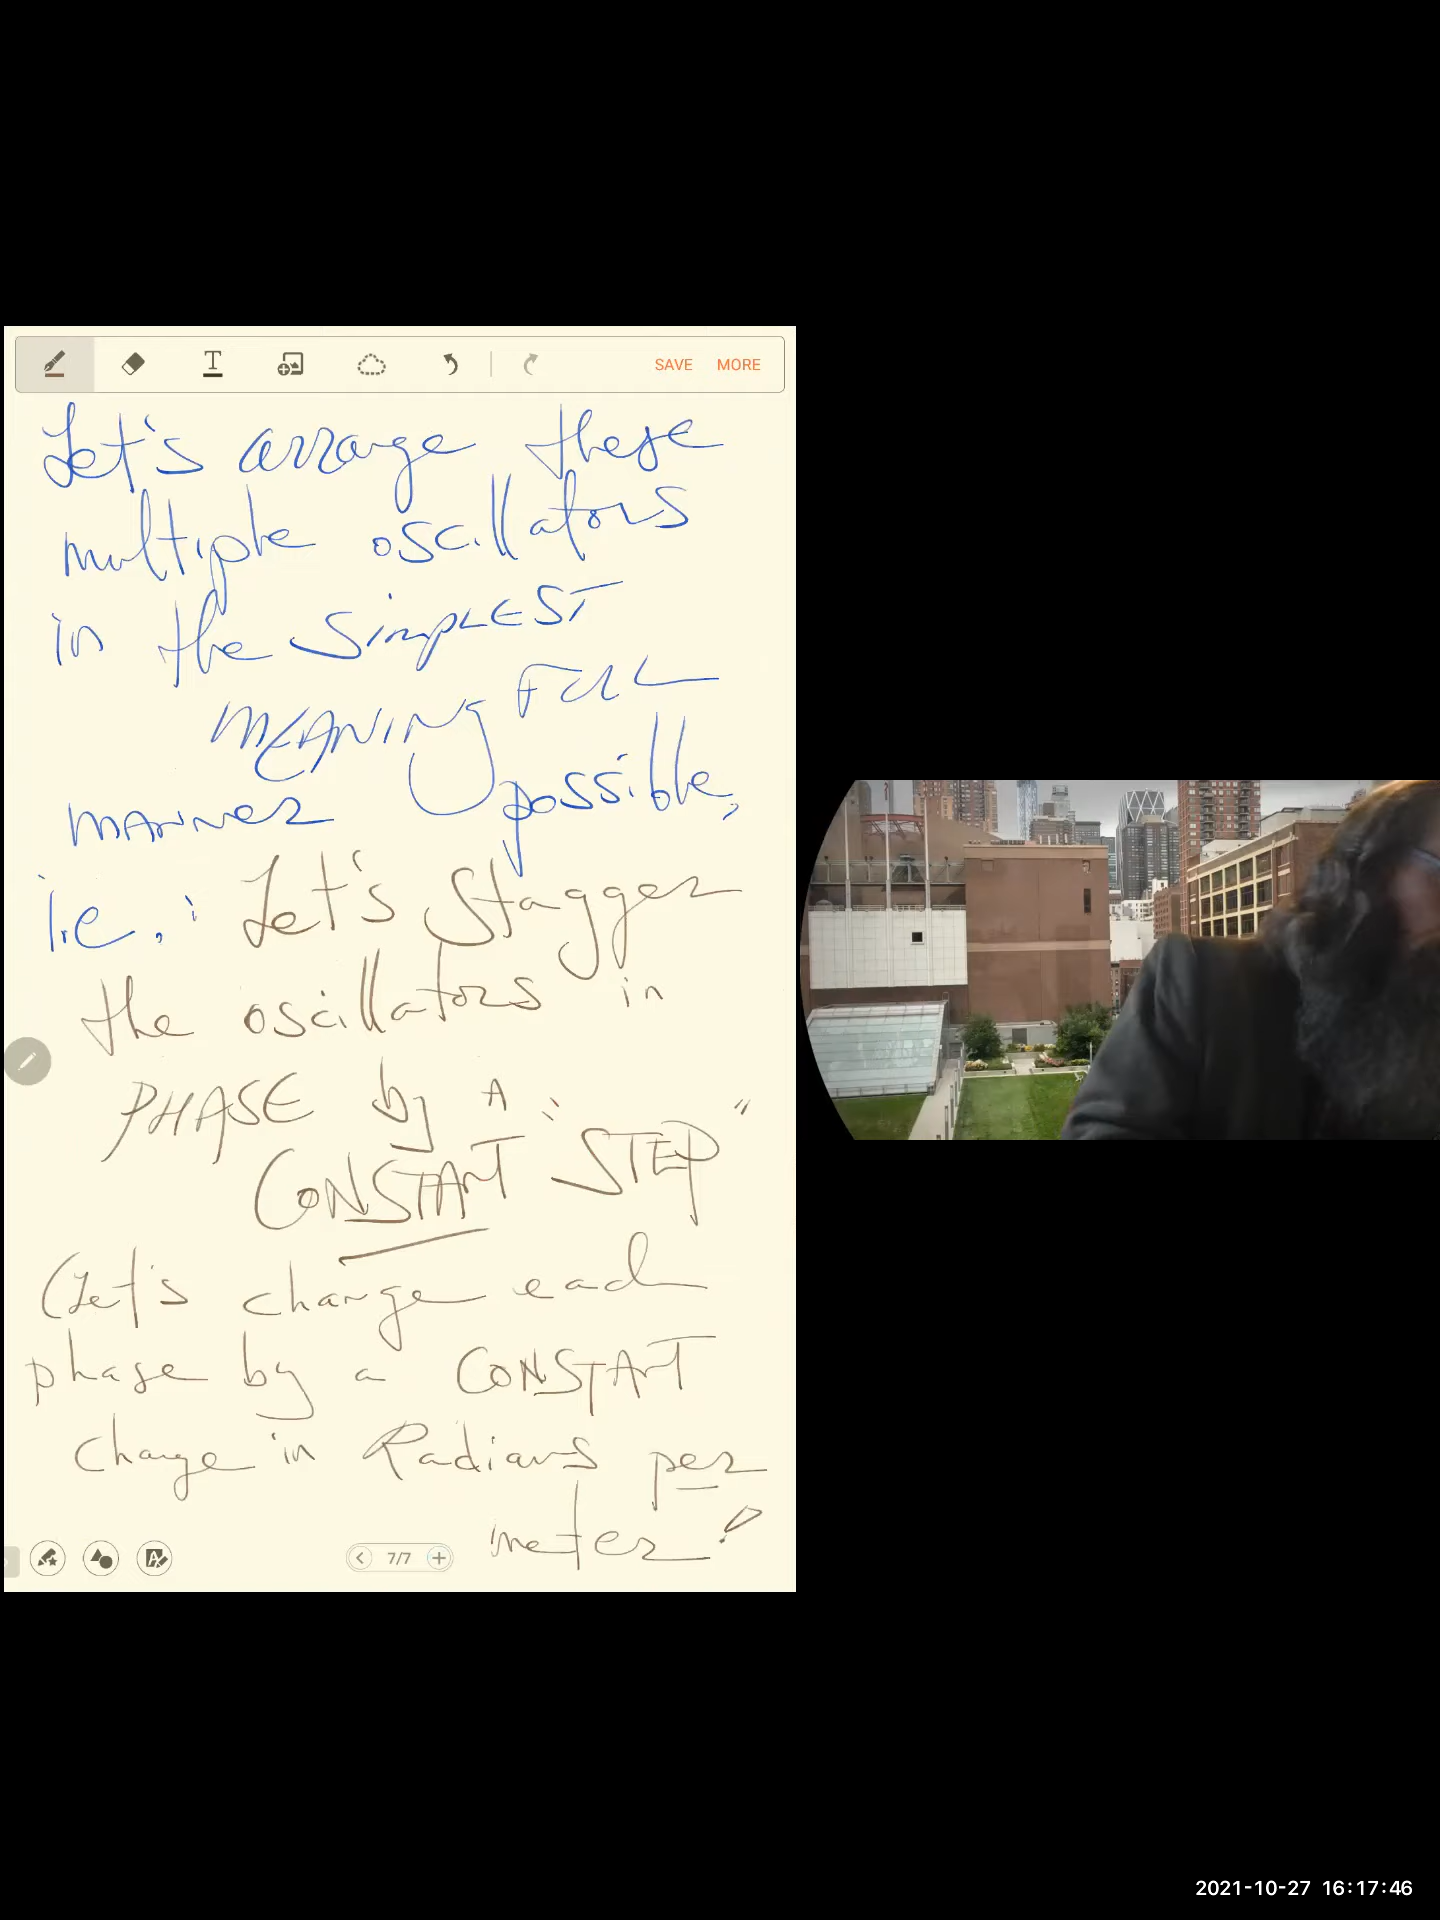 SAVE MORE
Let's arrange these
multiple oscillators
in the SimpLEST
MEANINGFUL
manner possible,
i.e.: Let's Stagger
the oscillators in
PHASE by A
CONSTANT "STEP"
(Let's change each
phase by a CONSTANT
Change in Radians per
meter!
7/7
2021-10-27 16:17:46